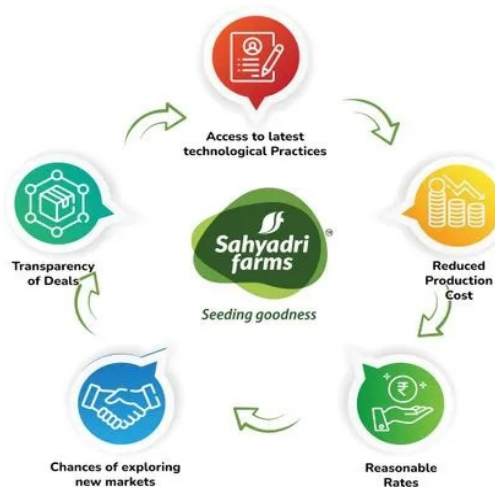 Access to latest
technological Practices
Reduced
Production
Cost
Reasonable
Rates
Chances of exploring
new markets
Transparency
of Deals
Sahyadri
farms
TM
Seeding goodness
₹